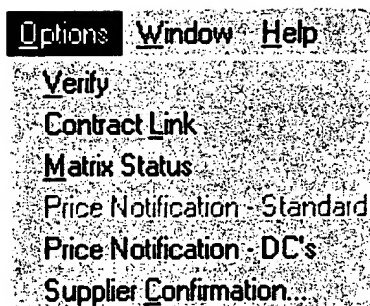 Options Window Help
Verify
Contract Link
Matrix Status
Price Notification - Standard
Price Notification - DC's
Supplier Confirmation...